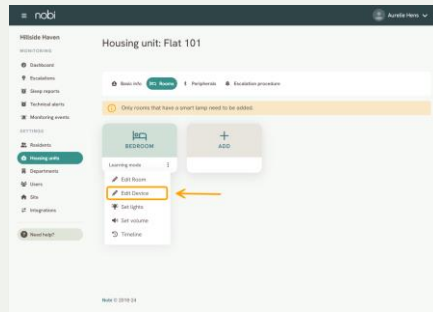 nobi
Aurelie Hens
Hillside Haven
Housing unit: Flat 101
MONITORING
Dashboard
Escalations
Sleep reports
Technical alerts
Monitoring events
SETTINGS
Residents
Housing units
Departments
Users
Site
Integrations
Need help?
Basic info
Rooms
Peripherals
Escalation procedure
Only rooms that have a smart lamp need to be added.
BEDROOM
ADD
Learning mode
Edit Room
Edit Device
Set lights
Set volume
Timeline
Nobi © 2018-24